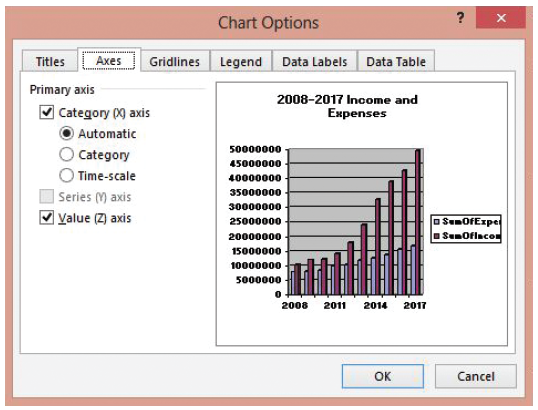 Chart Options
?
Titles Axes Gridlines Legend Data Labels Data Table
Primary axis
Category (X) axis
Automatic
Category
Time-scale
Series (Y) axis
Value (Z) axis
2008-2017 Income and
Expenses
50000000
45000000
40000000
35000000
30000000
25000000
20000000
15000000
10000000
5000000
0
2008 2011 2014 2017
SumOfExpe
SumOfIncom
OK Cancel